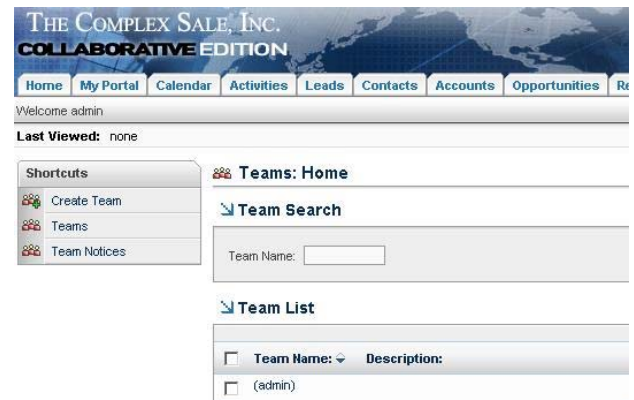 THE COMPLEX SALE, INC.
COLLABORATIVE EDITION
Home My Portal Calendar Activities Leads Contacts Accounts Opportunities Re
Welcome admin
Last Viewed: none
Shortcuts
Create Team
Teams
Team Notices
Teams: Home
Team Search
Team Name:
Team List
Team Name: Description:
(admin)